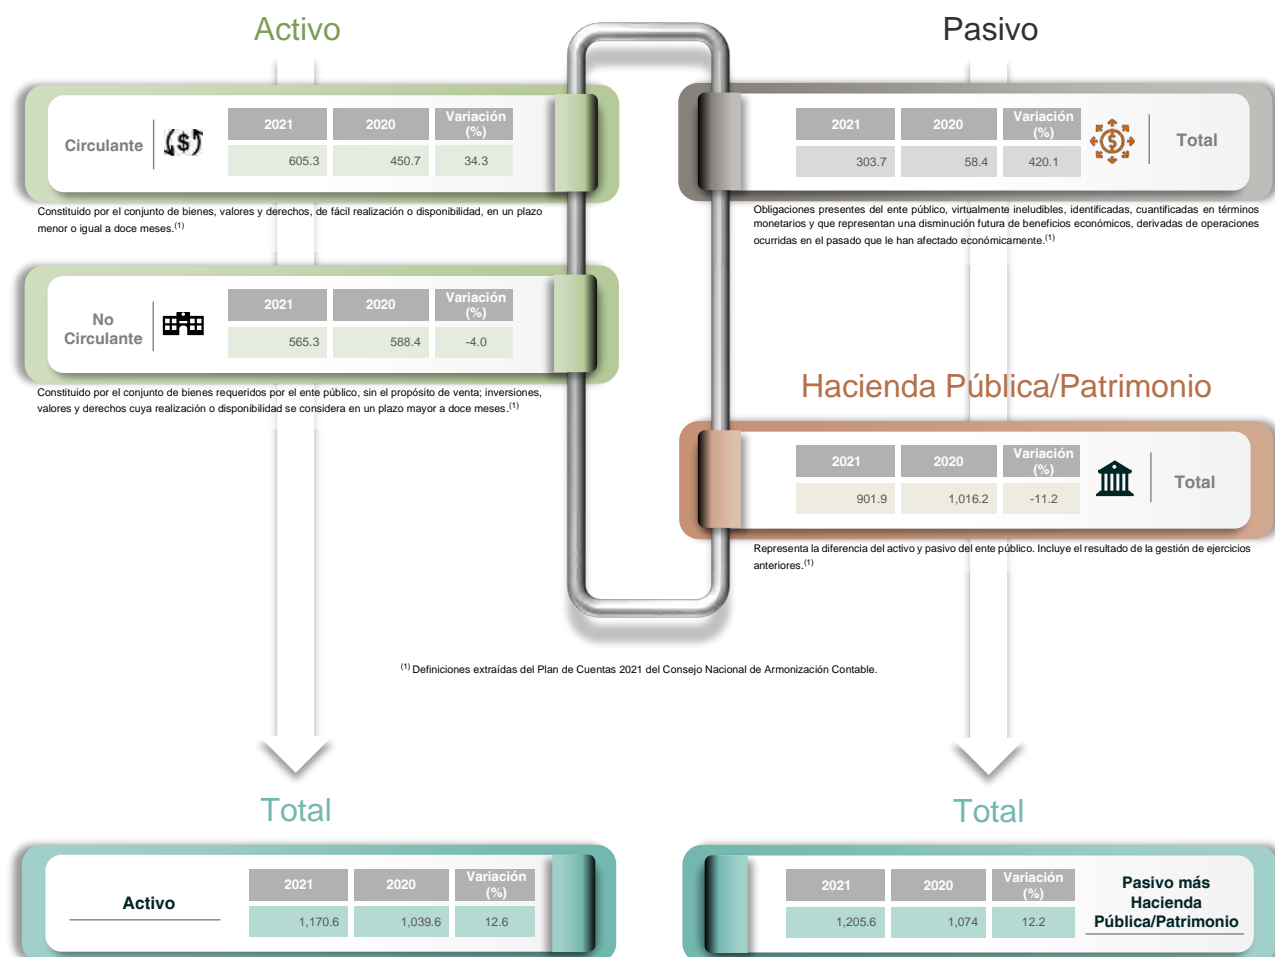 Activo
Circulante
2021 2020 Variación (%)
605.3 450.7 34.3
Constituido por el conjunto de bienes, valores y derechos, de fácil realización o disponibilidad, en un plazo
menor o igual a doce meses.(1)
No
Circulante
2021 2020 Variación (%)
565.3 588.4 -4.0
Constituido por el conjunto de bienes requeridos por el ente público, sin el propósito de venta; inversiones,
valores y derechos cuya realización o disponibilidad se considera en un plazo mayor a doce meses.(1)
Pasivo
2021 2020 Variación (%)
303.7 58.4 420.1
Total
Obligaciones presentes del ente público, virtualmente ineludibles, identificadas, cuantificadas en términos
monetarios y que representan una disminución futura de beneficios económicos, derivadas de operaciones
ocurridas en el pasado que le han afectado económicamente.(1)
Hacienda Pública/Patrimonio
2021 2020 Variación (%)
901.9 1,016.2 -11.2
Total
Representa la diferencia del activo y pasivo del ente público. Incluye el resultado de la gestión de ejercicios
anteriores.(1)
(1) Definiciones extraídas del Plan de Cuentas 2021 del Consejo Nacional de Armonización Contable.
Total
Activo
2021 2020 Variación (%)
1,170.6 1,039.6 12.6
Total
2021 2020 Variación (%)
1,205.6 1,074 12.2
Pasivo más
Hacienda
Pública/Patrimonio